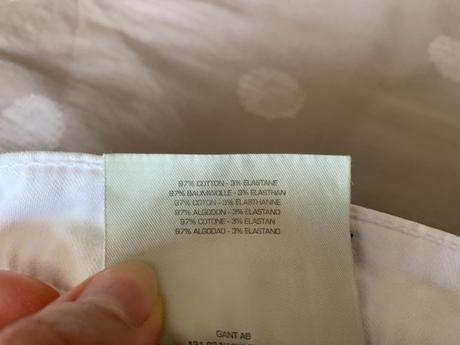 97% COTTON - 3% ELASTANE
97% BAUMWOLLE - 3% ELASTHAN
97% COTON - 3% ELASTHANNE
97% ALGODON - 3% ELASTANO
97% COTONE - 3% ELASTAN
97% ALGODAO - 3% ELASTANO
GANT AB